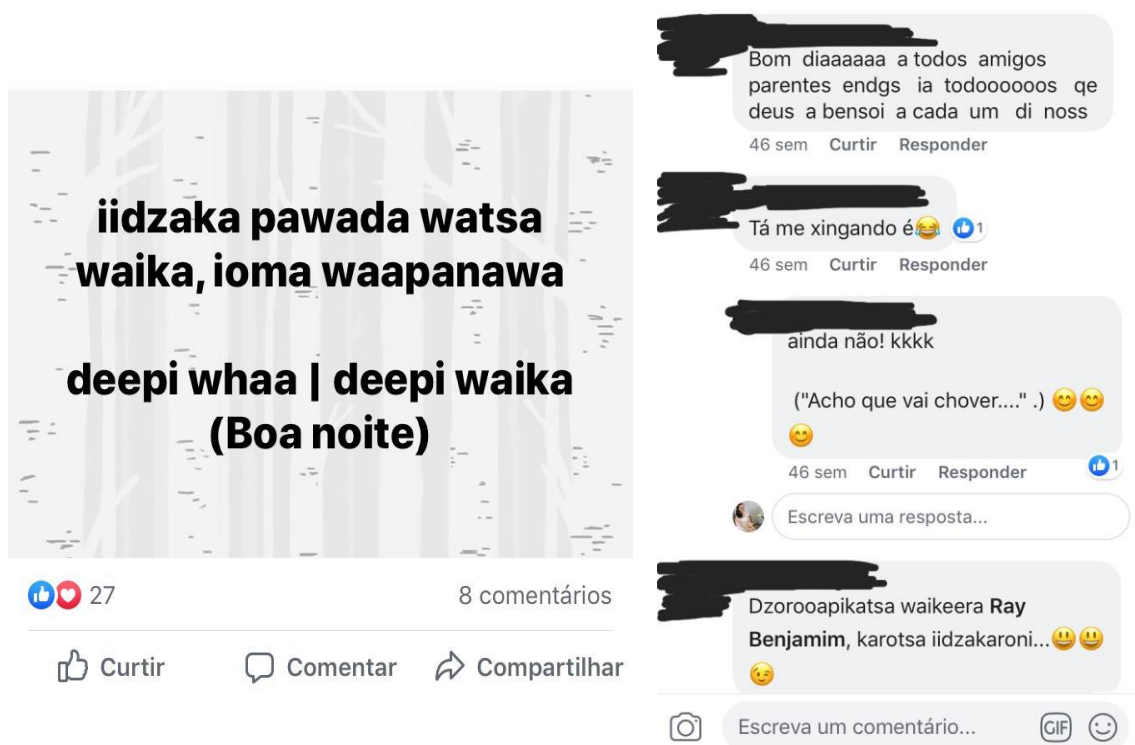 iidzaka pawada watsa
waika, ioma waapanawa
deepi whaa | deepi waika
(Boa noite)
27
8 comentários
Curtir
Comentar
Compartilhar
Bom diaaaaaa a todos amigos
parentes endgs ia todoooooos qe
deus a bensoi a cada um di noss
46 sem Curtir Responder
Tá me xingando é😂 1
46 sem Curtir Responder
ainda não! kkkk
("Acho que vai chover...." .) 😊😊
😊
46 sem Curtir Responder 1
Escreva uma resposta...
Dzorooapikatsa waikeera Ray
Benjamim, karotsa iidzakaroni...😃😃
😉
Escreva um comentário... GIF